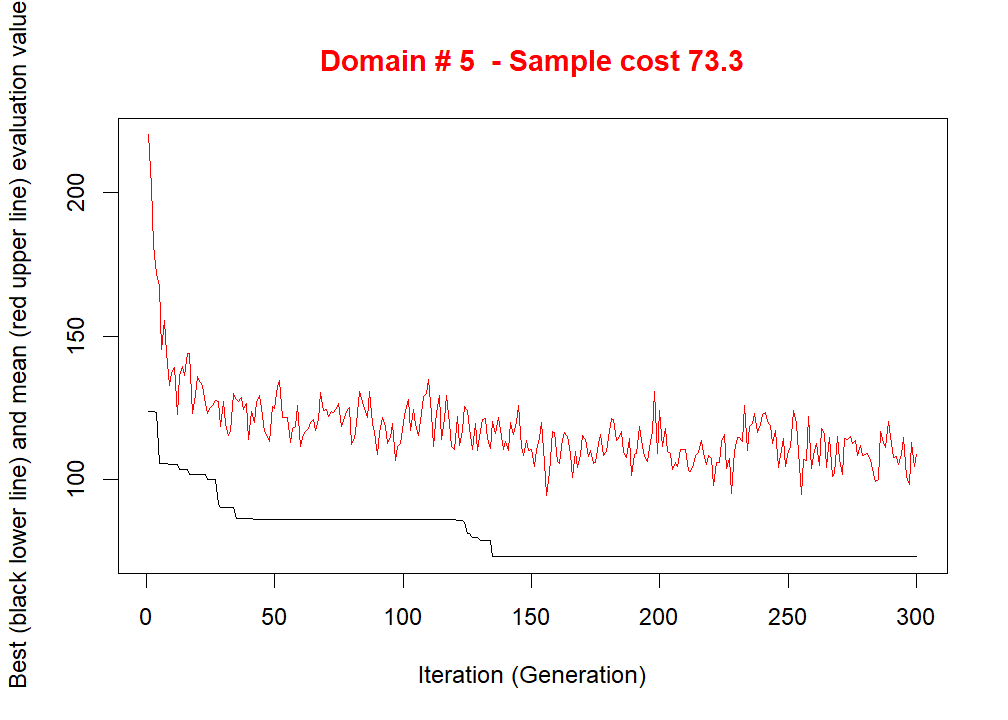 Domain # 5  - Sample cost 73.3
Best (black lower line) and mean (red upper line) evaluation value
200
150
100
0 50 100 150 200 250 300
Iteration (Generation)